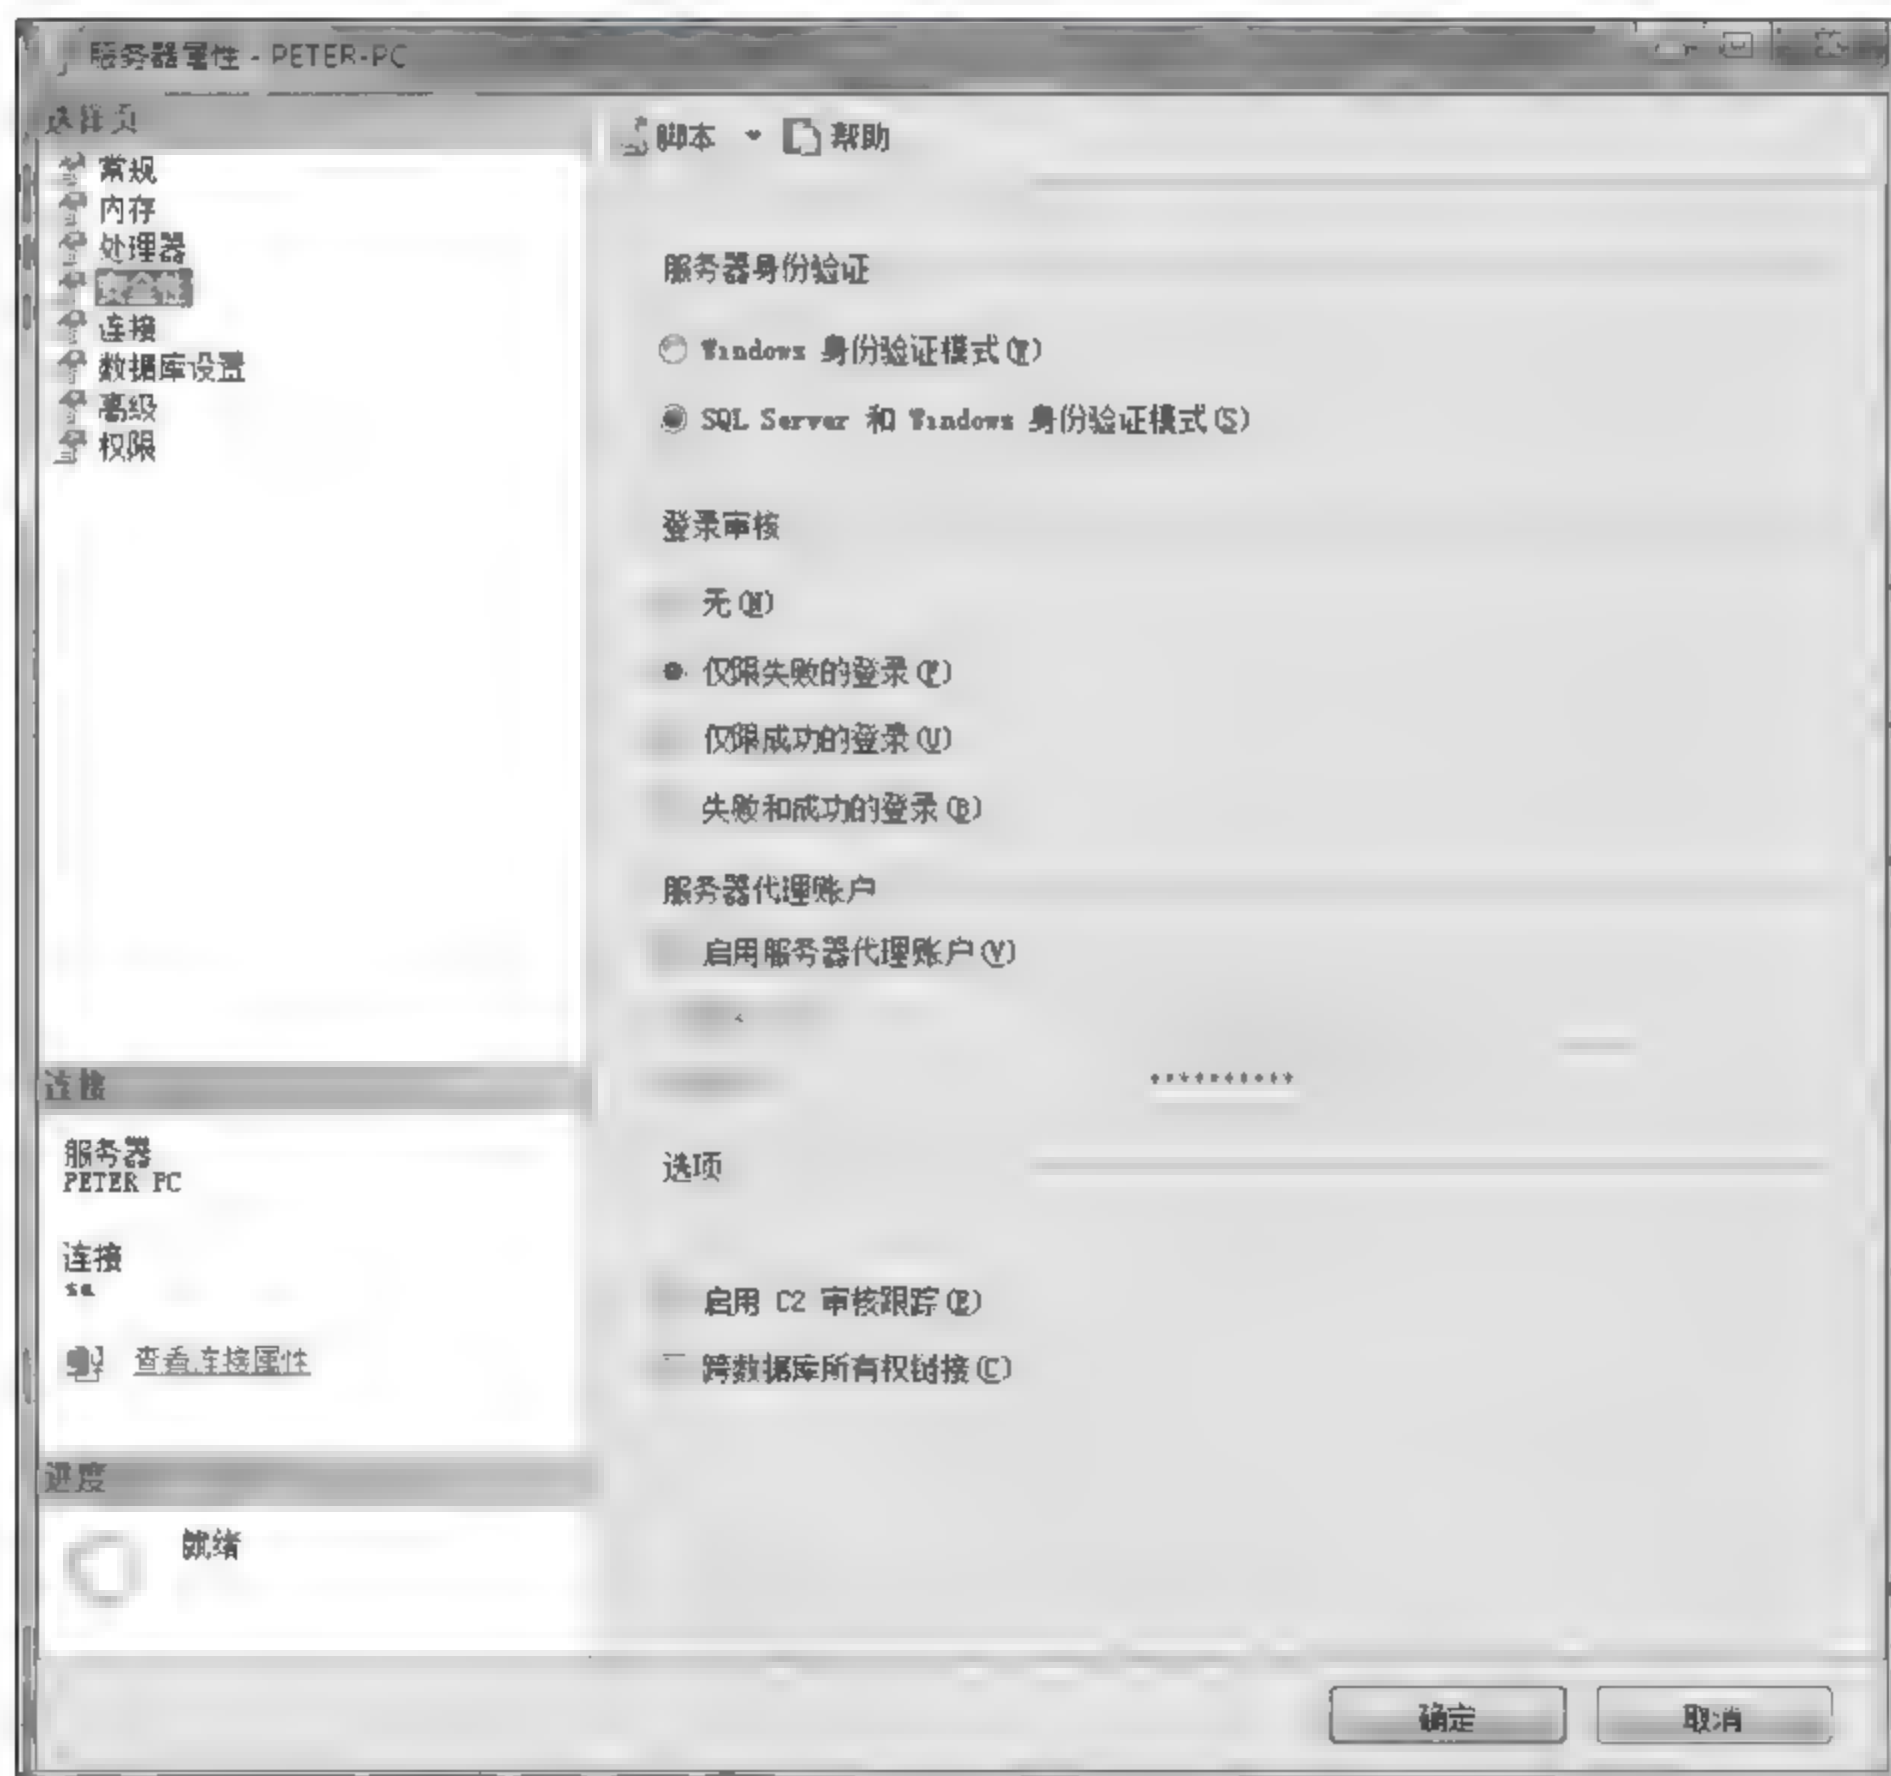 服务器属性 - PETER-PC
选择页
常规
内存
处理器
安全性
连接
数据库设置
高级
权限
脚本 帮助
服务器身份验证
Windows 身份验证模式(W)
SQL Server 和 Windows 身份验证模式(S)
登录审核
无(N)
仅限失败的登录(F)
仅限成功的登录(U)
失败和成功的登录(B)
服务器代理账户
启用服务器代理账户(Y)
**********
选项
启用 C2 审核跟踪(E)
跨数据库所有权链接(C)
连接
服务器
PETER PC
连接
sa
查看连接属性
进度
就绪
确定 取消